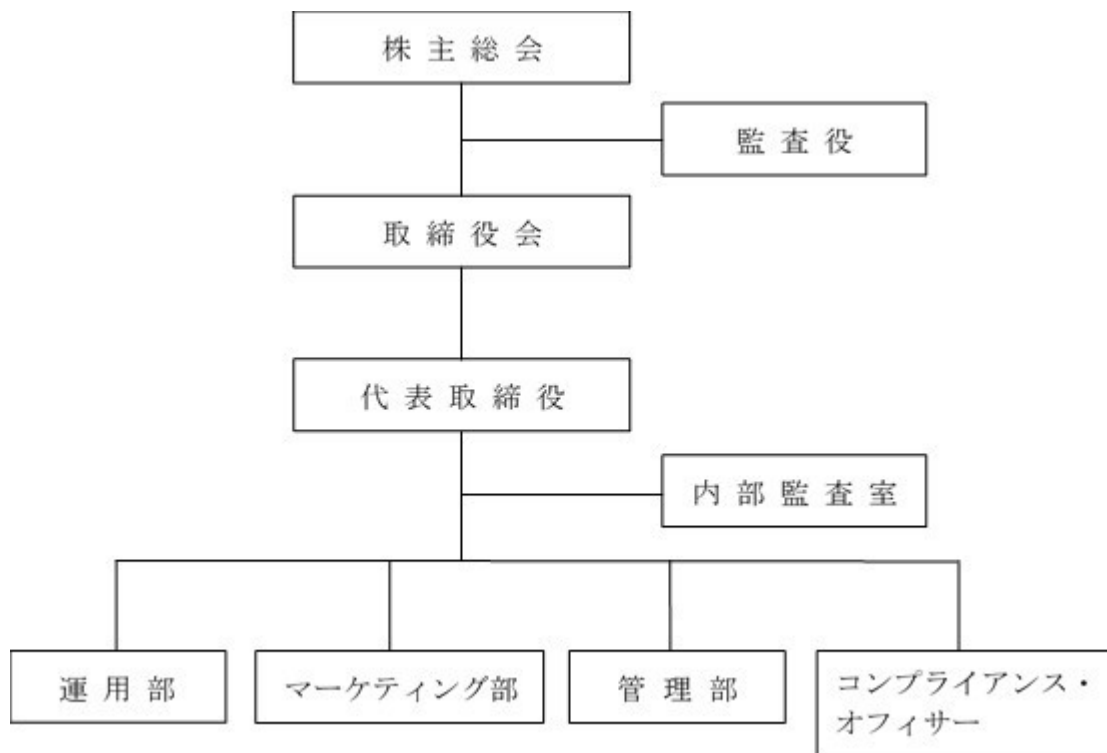 株主総会
監査役
取締役会
代表取締役
内部監査室
運用部
マーケティング部
管理部
コンプライアンス・
オフィサー